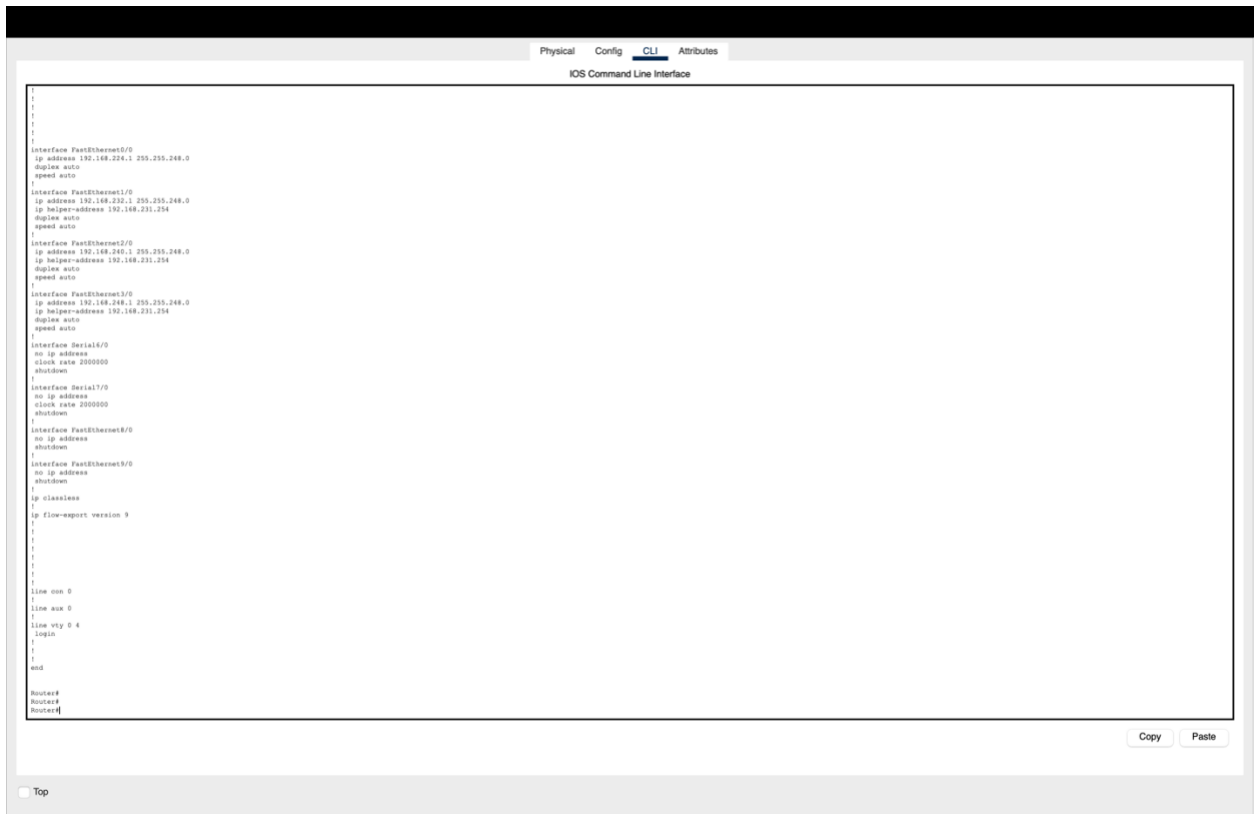 Physical Config CLI Attributes
IOS Command Line Interface
!
!
!
!
!
!
!
interface FastEthernet0/0
ip address 192.168.224.1 255.255.248.0
duplex auto
speed auto
!
interface FastEthernet1/0
ip address 192.168.232.1 255.255.248.0
ip helper-address 192.168.231.254
duplex auto
speed auto
!
interface FastEthernet2/0
ip address 192.168.240.1 255.255.248.0
ip helper-address 192.168.231.254
duplex auto
speed auto
!
interface FastEthernet3/0
ip address 192.168.248.1 255.255.248.0
ip helper-address 192.168.231.254
duplex auto
speed auto
!
interface Serial6/0
no ip address
clock rate 2000000
shutdown
!
interface Serial7/0
no ip address
clock rate 2000000
shutdown
!
interface FastEthernet8/0
no ip address
shutdown
!
interface FastEthernet9/0
no ip address
shutdown
!
ip classless
!
ip flow-export version 9
!
!
!
!
!
!
!
!
line con 0
!
line aux 0
!
line vty 0 4
login
!
!
!
end
Router#
Router#
Router#
Copy Paste
Top